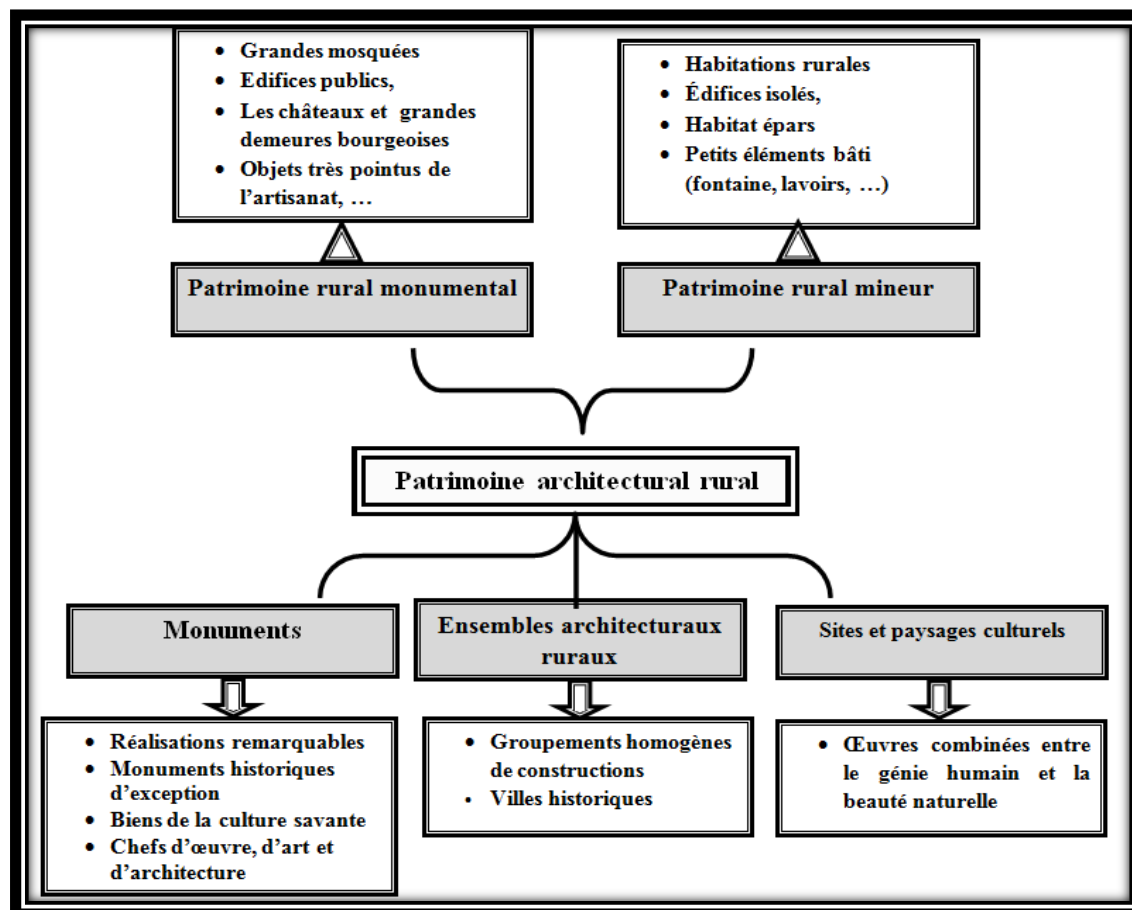 • Grandes mosquées
• Edifices publics,
• Les châteaux et grandes
demeures bourgeoises
• Objets très pointus de
l’artisanat, …
• Habitations rurales
• Édifices isolés,
• Habitat épars
• Petits éléments bâti
(fontaine, lavoirs, …)
Patrimoine rural monumental
Patrimoine rural mineur
Patrimoine architectural rural
Monuments
Ensembles architecturaux
ruraux
Sites et paysages culturels
• Réalisations remarquables
• Monuments historiques
d’exception
• Biens de la culture savante
• Chefs d’œuvre, d’art et
d’architecture
• Groupements homogènes
de constructions
• Villes historiques
• Œuvres combinées entre
le génie humain et la
beauté naturelle